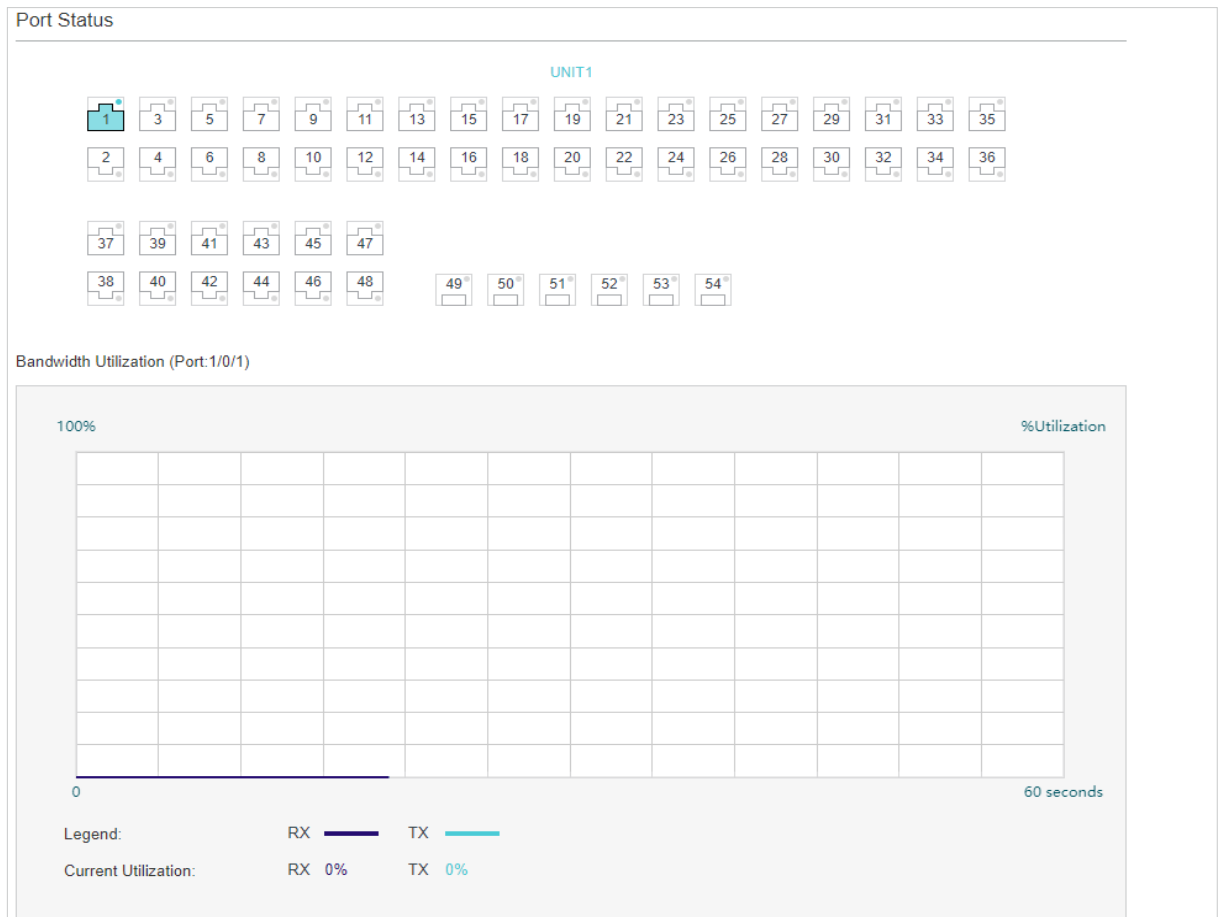 Port Status
UNIT1
1 3 5 7 9 11 13 15 17 19 21 23 25 27 29 31 33 35
2 4 6 8 10 12 14 16 18 20 22 24 26 28 30 32 34 36
37 39 41 43 45 47
38 40 42 44 46 48 49 50 51 52 53 54
Bandwidth Utilization (Port:1/0/1)
100% %Utilization
0 60 seconds
Legend: RX TX
Current Utilization: RX 0% TX 0%